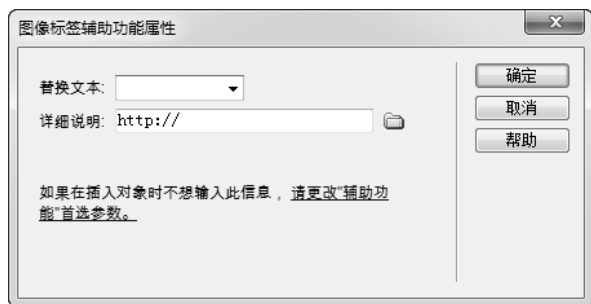 图像标签辅助功能属性
替换文本:
详细说明: http://
确定
取消
帮助
如果在插入对象时不想输入此信息，请更改“辅助功
能”首选参数。